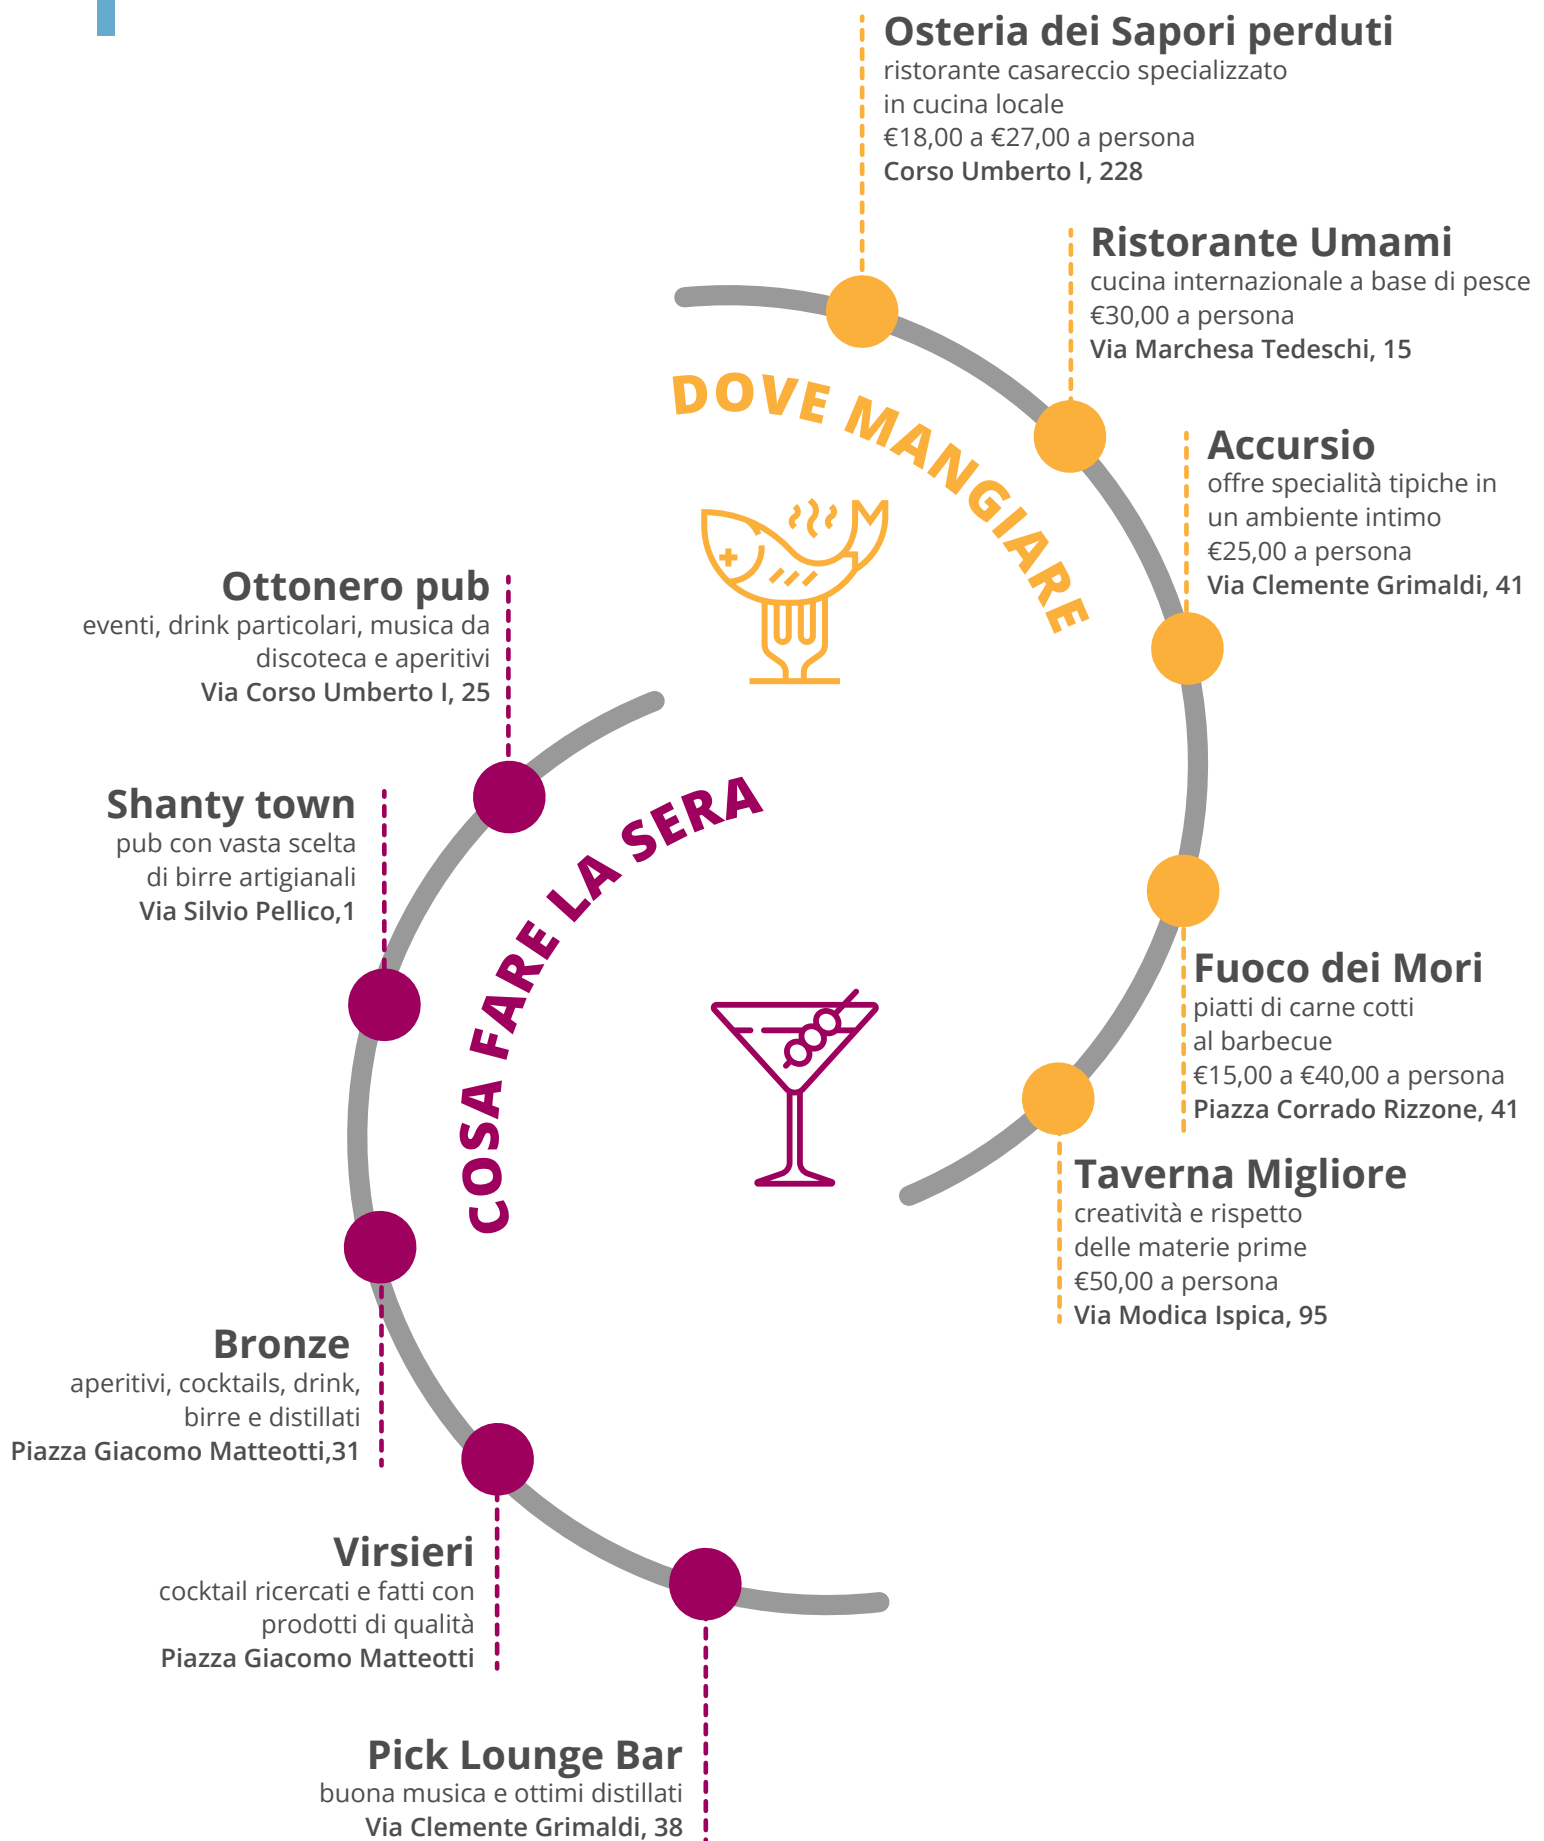 Osteria dei Sapori perduti
ristorante casareccio specializzato
in cucina locale
€18,00 a €27,00 a persona
Corso Umberto I, 228
Ristorante Umami
cucina internazionale a base di pesce
€30,00 a persona
Via Marchesa Tedeschi, 15
DOVE MANGIARE
Accursio
offre specialità tipiche in
un ambiente intimo
€25,00 a persona
Via Clemente Grimaldi, 41
Fuoco dei Mori
piatti di carne cotti
al barbecue
€15,00 a €40,00 a persona
Piazza Corrado Rizzone, 41
Taverna Migliore
creatività e rispetto
delle materie prime
€50,00 a persona
Via Modica Ispica, 95
Ottonero pub
eventi, drink particolari, musica da
discoteca e aperitivi
Via Corso Umberto I, 25
COSA FARE LA SERA
Shanty town
pub con vasta scelta
di birre artigianali
Via Silvio Pellico,1
Bronze
aperitivi, cocktails, drink,
birre e distillati
Piazza Giacomo Matteotti,31
Virsieri
cocktail ricercati e fatti con
prodotti di qualità
Piazza Giacomo Matteotti
Pick Lounge Bar
buona musica e ottimi distillati
Via Clemente Grimaldi, 38